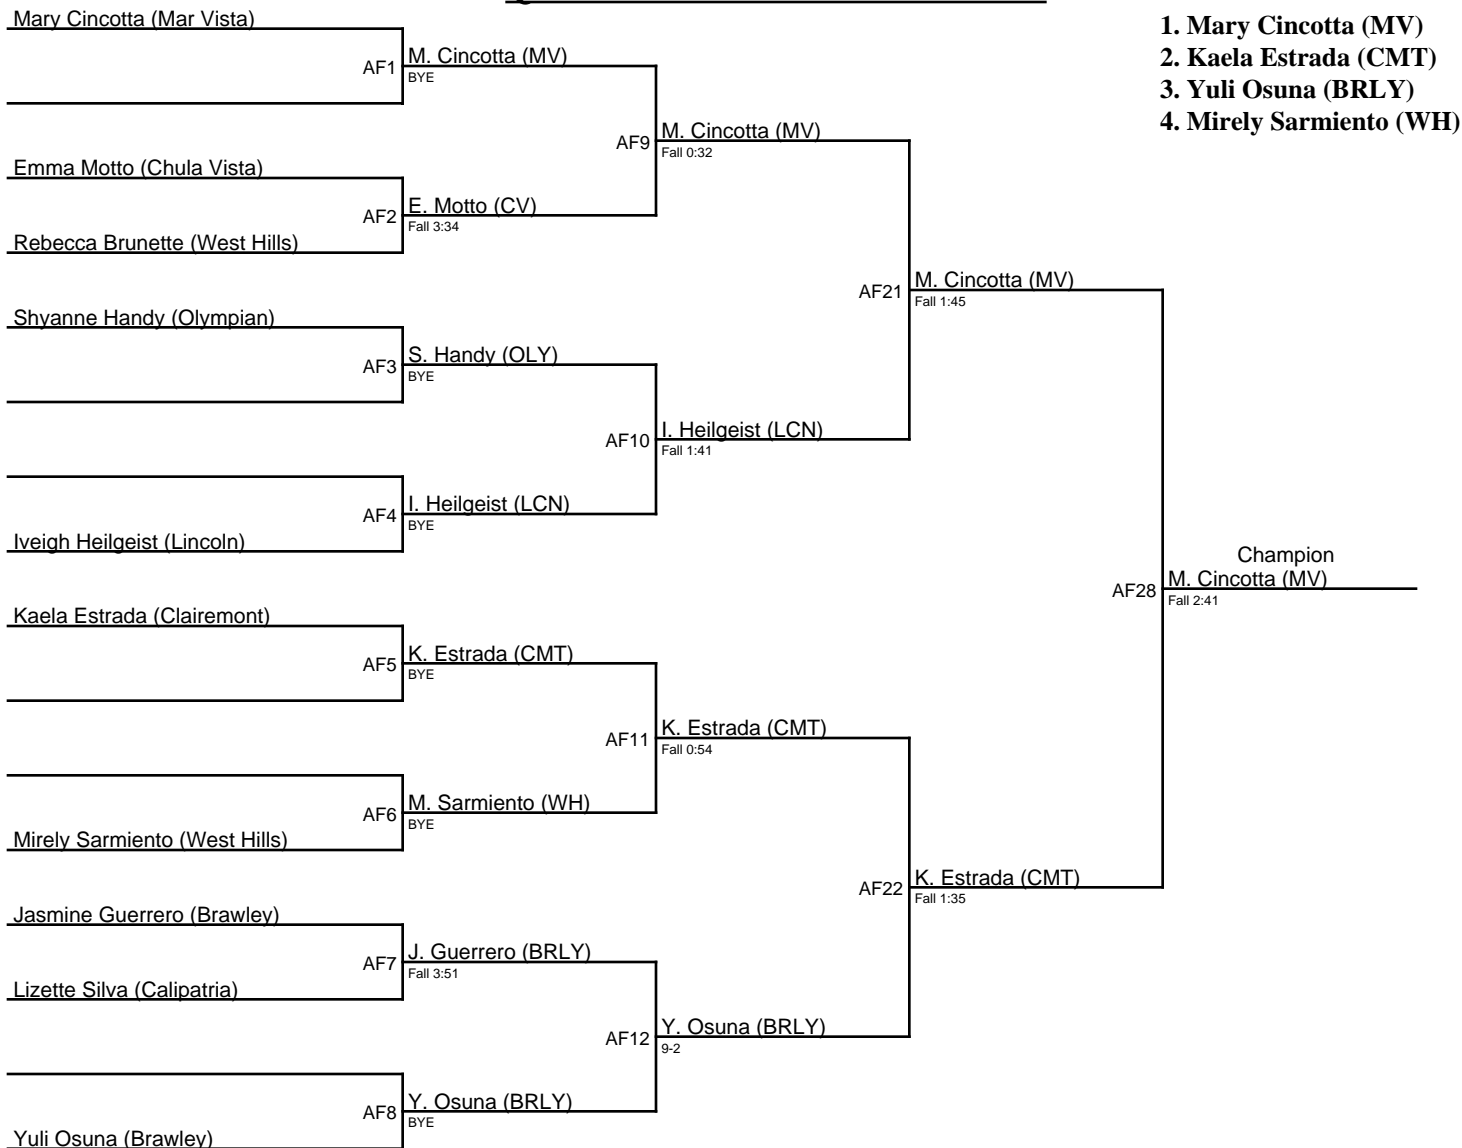 1. Mary Cincotta (MV)
2. Kaela Estrada (CMT)
3. Yuli Osuna (BRLY)
4. Mirely Sarmiento (WH)
Mary Cincotta (Mar Vista)
AF1
M. Cincotta (MV)
BYE
AF9
M. Cincotta (MV)
Fall 0:32
Emma Motto (Chula Vista)
AF2
E. Motto (CV)
Fall 3:34
Rebecca Brunette (West Hills)
AF21
M. Cincotta (MV)
Fall 1:45
Shyanne Handy (Olympian)
AF3
S. Handy (OLY)
BYE
AF10
I. Heilgeist (LCN)
Fall 1:41
AF4
I. Heilgeist (LCN)
BYE
Iveigh Heilgeist (Lincoln)
Champion
AF28
M. Cincotta (MV)
Fall 2:41
Kaela Estrada (Clairemont)
AF5
K. Estrada (CMT)
BYE
AF11
K. Estrada (CMT)
Fall 0:54
AF6
M. Sarmiento (WH)
BYE
Mirely Sarmiento (West Hills)
AF22
K. Estrada (CMT)
Fall 1:35
Jasmine Guerrero (Brawley)
AF7
J. Guerrero (BRLY)
Fall 3:51
Lizette Silva (Calipatria)
AF12
Y. Osuna (BRLY)
9-2
AF8
Y. Osuna (BRLY)
BYE
Yuli Osuna (Brawley)